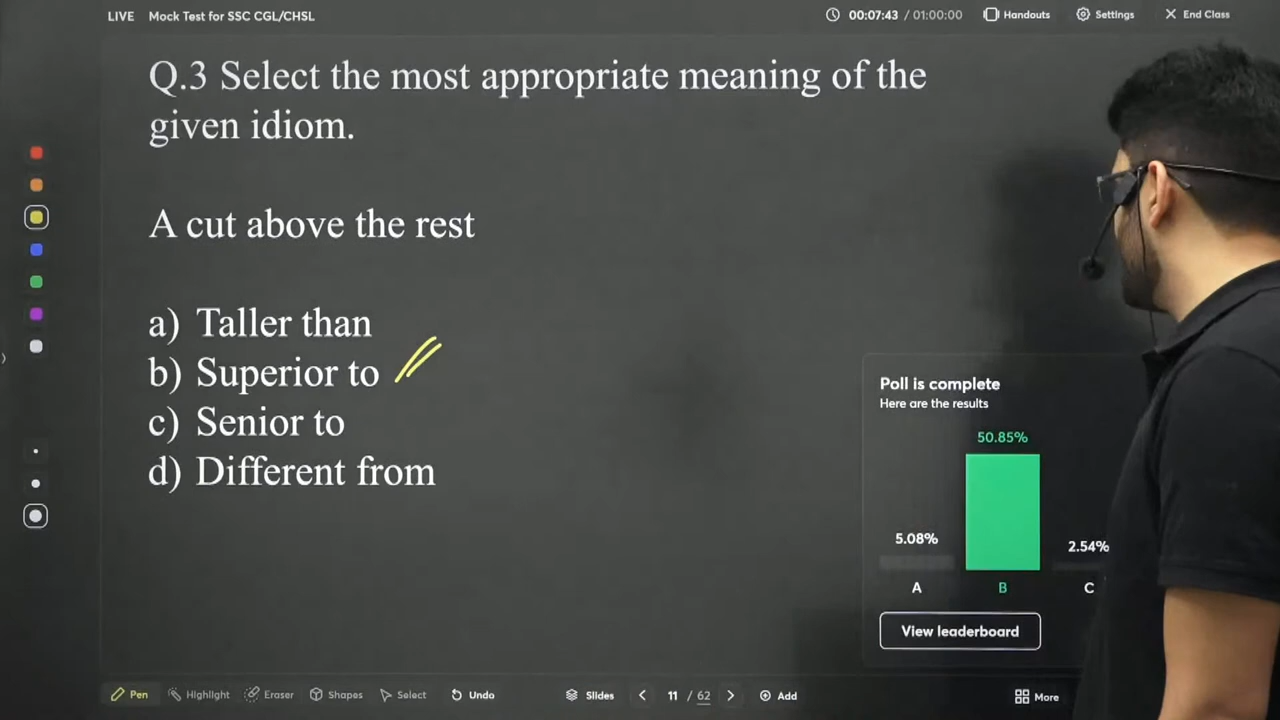 LIVE Mock Test for SSC CGL/CHSL 00:07:43 / 01:00:00 Handouts Settings End Class
Q.3 Select the most appropriate meaning of the
given idiom.
A cut above the rest
a) Taller than
b) Superior to
c) Senior to
d) Different from
Poll is complete
Here are the results
50.85%
5.08%
2.54%
A B C
View leaderboard
Pen Highlight Eraser Shapes Select Undo Slides 11 / 62 Add More